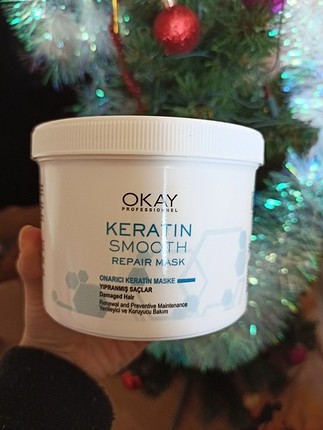 OKAY
PROFESSIONNEL
KERATIN
SMOOTH
REPAIR MASK
ONARICI KERATİN MASKE
YIPRANMIŞ SAÇLAR
Damaged Hair
Renewal and Preventive Maintenance
Yenileyici ve Koruyucu Bakım